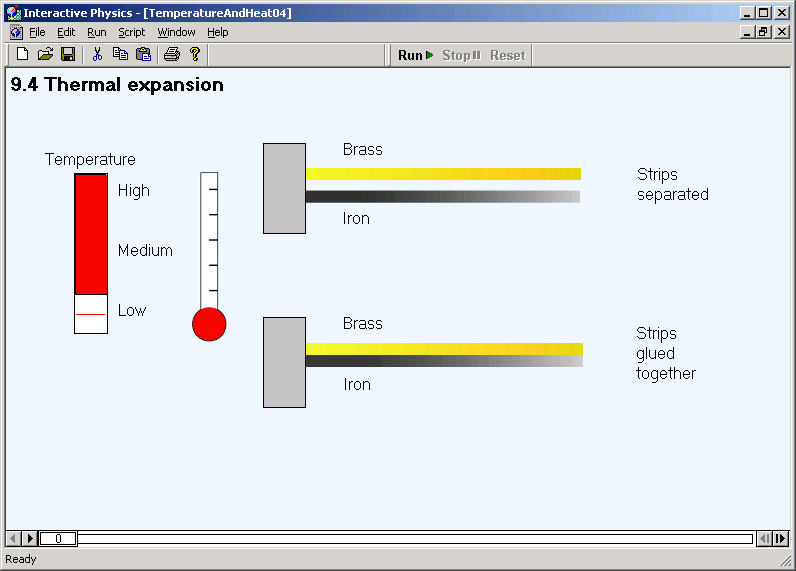 Interactive Physics - [TemperatureAndHeat04]
File Edit Run Script Window Help
Run Stop Reset
9.4 Thermal expansion
Temperature
High
Medium
Low
Brass
Iron
Strips
separated
Brass
Iron
Strips
glued
together
0
Ready